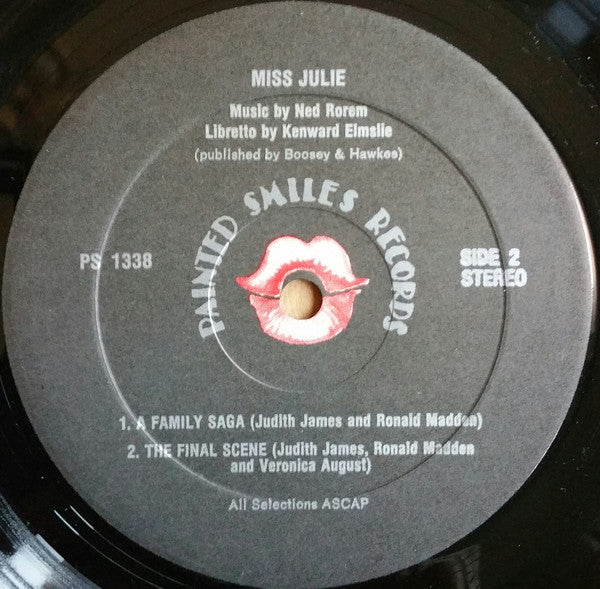 MISS JULIE
Music by Ned Rorem
Libretto by Kenward Elmslie
(published by Boosey & Hawkes)
PAINTED SMILES RECORDS
PS 1338
SIDE 2
STEREO
1. A FAMILY SAGA (Judith James and Ronald Madden)
2. THE FINAL SCENE (Judith James, Ronald Madden
and Veronica August)
All Selections ASCAP